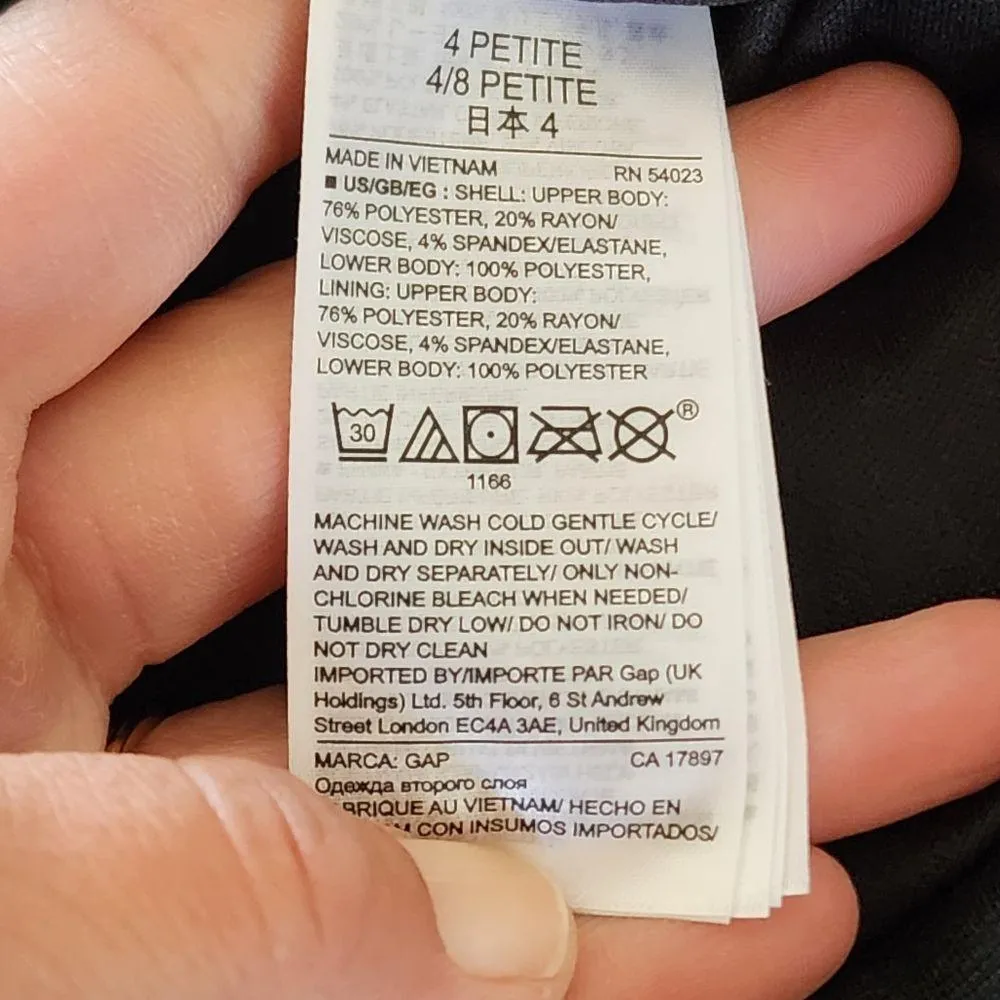 4 PETITE
4/8 PETITE
日本 4
MADE IN VIETNAM RN 54023
■ US/GB/EG : SHELL: UPPER BODY:
76% POLYESTER, 20% RAYON/
VISCOSE, 4% SPANDEX/ELASTANE,
LOWER BODY: 100% POLYESTER,
LINING: UPPER BODY:
76% POLYESTER, 20% RAYON/
VISCOSE, 4% SPANDEX/ELASTANE,
LOWER BODY: 100% POLYESTER
30 ®
1166
MACHINE WASH COLD GENTLE CYCLE/
WASH AND DRY INSIDE OUT/ WASH
AND DRY SEPARATELY/ ONLY NON-
CHLORINE BLEACH WHEN NEEDED/
TUMBLE DRY LOW/ DO NOT IRON/ DO
NOT DRY CLEAN
IMPORTED BY/IMPORTE PAR Gap (UK
Holdings) Ltd. 5th Floor, 6 St Andrew
Street London EC4A 3AE, United Kingdom
MARCA: GAP CA 17897
Одежда второго слоя
BRIQUE AU VIETNAM/ HECHO EN
CON INSUMOS IMPORTADOS/